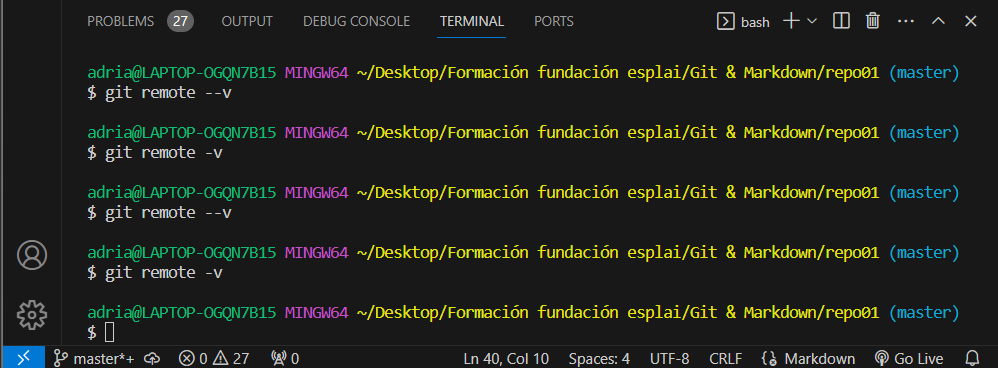 PROBLEMS 27 OUTPUT DEBUG CONSOLE TERMINAL PORTS bash
adria@LAPTOP-OGQN7B15 MINGW64 ~/Desktop/Formación fundación esplai/Git & Markdown/repo01 (master)
$ git remote --v
adria@LAPTOP-OGQN7B15 MINGW64 ~/Desktop/Formación fundación esplai/Git & Markdown/repo01 (master)
$ git remote -v
adria@LAPTOP-OGQN7B15 MINGW64 ~/Desktop/Formación fundación esplai/Git & Markdown/repo01 (master)
$ git remote --v
adria@LAPTOP-OGQN7B15 MINGW64 ~/Desktop/Formación fundación esplai/Git & Markdown/repo01 (master)
$ git remote -v
adria@LAPTOP-OGQN7B15 MINGW64 ~/Desktop/Formación fundación esplai/Git & Markdown/repo01 (master)
$
master*+ 0 27 0 Ln 40, Col 10 Spaces: 4 UTF-8 CRLF Markdown Go Live